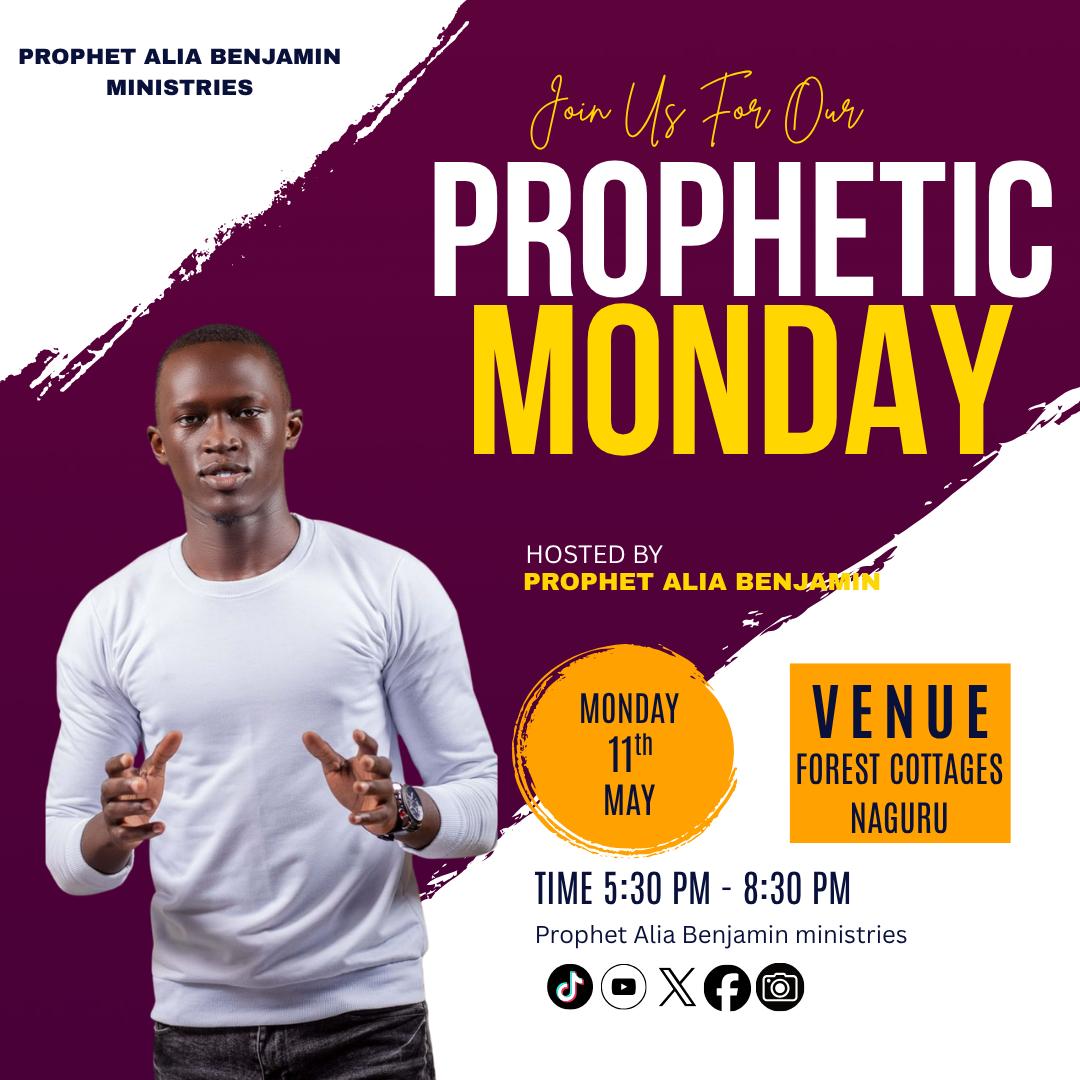 PROPHET ALIA BENJAMIN
MINISTRIES
Join Us For Our
PROPHETIC
MONDAY
HOSTED BY
PROPHET ALIA BENJAMIN
MONDAY
11th
MAY
VENUE
FOREST COTTAGES
NAGURU
TIME 5:30 PM - 8:30 PM
Prophet Alia Benjamin ministries